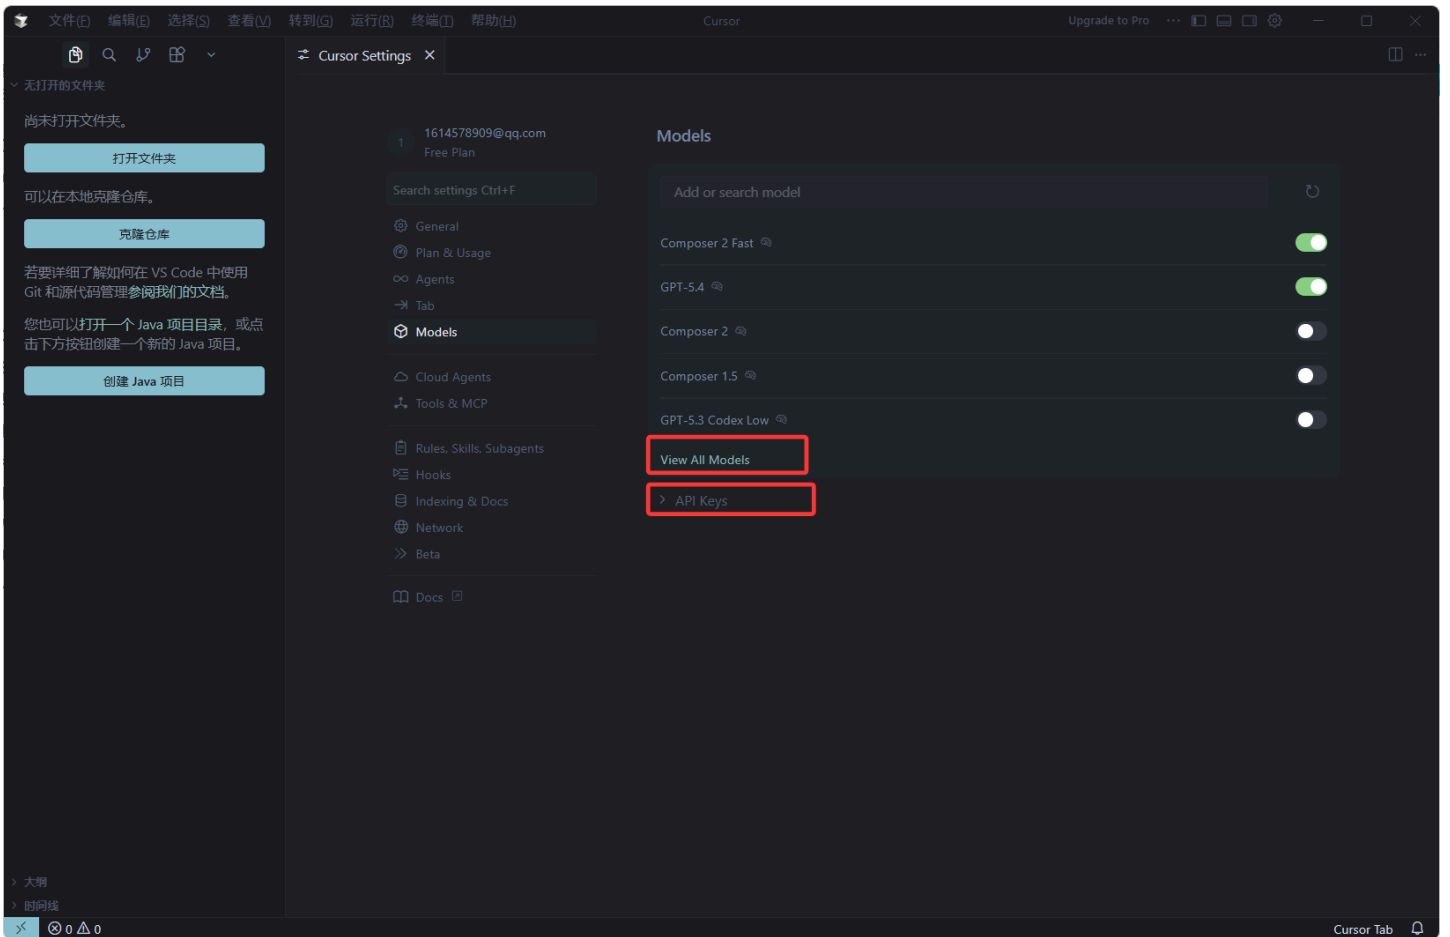 文件(F) 编辑(E) 选择(S) 查看(V) 转到(G) 运行(R) 终端(T) 帮助(H) Cursor Upgrade to Pro
Cursor Settings
无打开的文件夹
尚未打开文件夹。
打开文件夹
可以在本地克隆仓库。
克隆仓库
若要详细了解如何在 VS Code 中使用
Git 和源代码管理参阅我们的文档。
您也可以打开一个 Java 项目目录，或点
击下方按钮创建一个新的 Java 项目。
创建 Java 项目
大纲
时间线
1
1614578909@qq.com
Free Plan
Search settings Ctrl+F
General
Plan & Usage
Agents
Tab
Models
Cloud Agents
Tools & MCP
Rules, Skills, Subagents
Hooks
Indexing & Docs
Network
Beta
Docs
Models
Add or search model
Composer 2 Fast
GPT-5.4
Composer 2
Composer 1.5
GPT-5.3 Codex Low
View All Models
API Keys
0 0
Cursor Tab